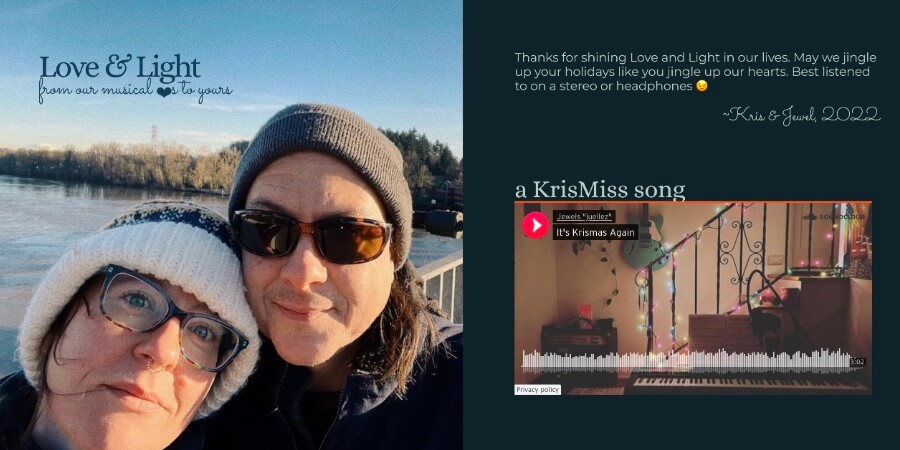 Love & Light
from our musical ❤s to yours
Thanks for shining Love and Light in our lives. May we jingle
up your holidays like you jingle up our hearts. Best listened
to on a stereo or headphones 😉
~Kris & Jewel, 2022
a KrisMiss song
Jewels "juellez"
It's Krismas Again
SOUNDCLOUD
3:02
Privacy policy